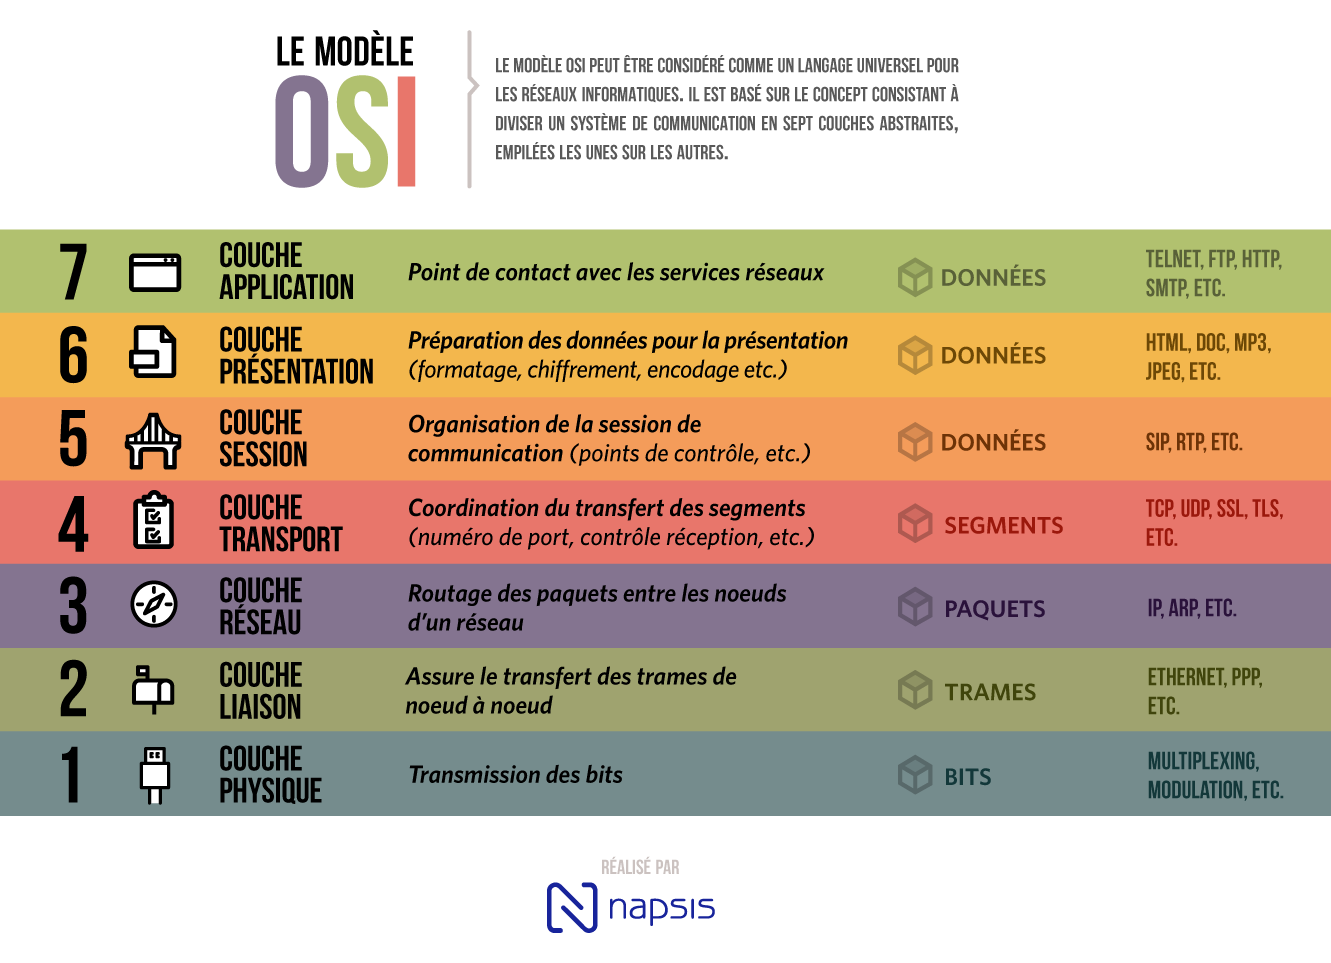 LE MODÈLE
OSI
LE MODÈLE OSI PEUT ÊTRE CONSIDÉRÉ COMME UN LANGAGE UNIVERSEL POUR
LES RÉSEAUX INFORMATIQUES. IL EST BASÉ SUR LE CONCEPT CONSISTANT À
DIVISER UN SYSTÈME DE COMMUNICATION EN SEPT COUCHES ABSTRAITES,
EMPILÉES LES UNES SUR LES AUTRES.
7
COUCHE
APPLICATION
Point de contact avec les services réseaux
DONNÉES
TELNET, FTP, HTTP,
SMTP, ETC.
6
COUCHE
PRÉSENTATION
Préparation des données pour la présentation
(formatage, chiffrement, encodage etc.)
DONNÉES
HTML, DOC, MP3,
JPEG, ETC.
5
COUCHE
SESSION
Organisation de la session de
communication (points de contrôle, etc.)
DONNÉES
SIP, RTP, ETC.
4
COUCHE
TRANSPORT
Coordination du transfert des segments
(numéro de port, contrôle réception, etc.)
SEGMENTS
TCP, UDP, SSL, TLS,
ETC.
3
COUCHE
RÉSEAU
Routage des paquets entre les noeuds
d'un réseau
PAQUETS
IP, ARP, ETC.
2
COUCHE
LIAISON
Assure le transfert des trames de
noeud à noeud
TRAMES
ETHERNET, PPP,
ETC.
1
COUCHE
PHYSIQUE
Transmission des bits
BITS
MULTIPLEXING,
MODULATION, ETC.
RÉALISÉ PAR
napsis